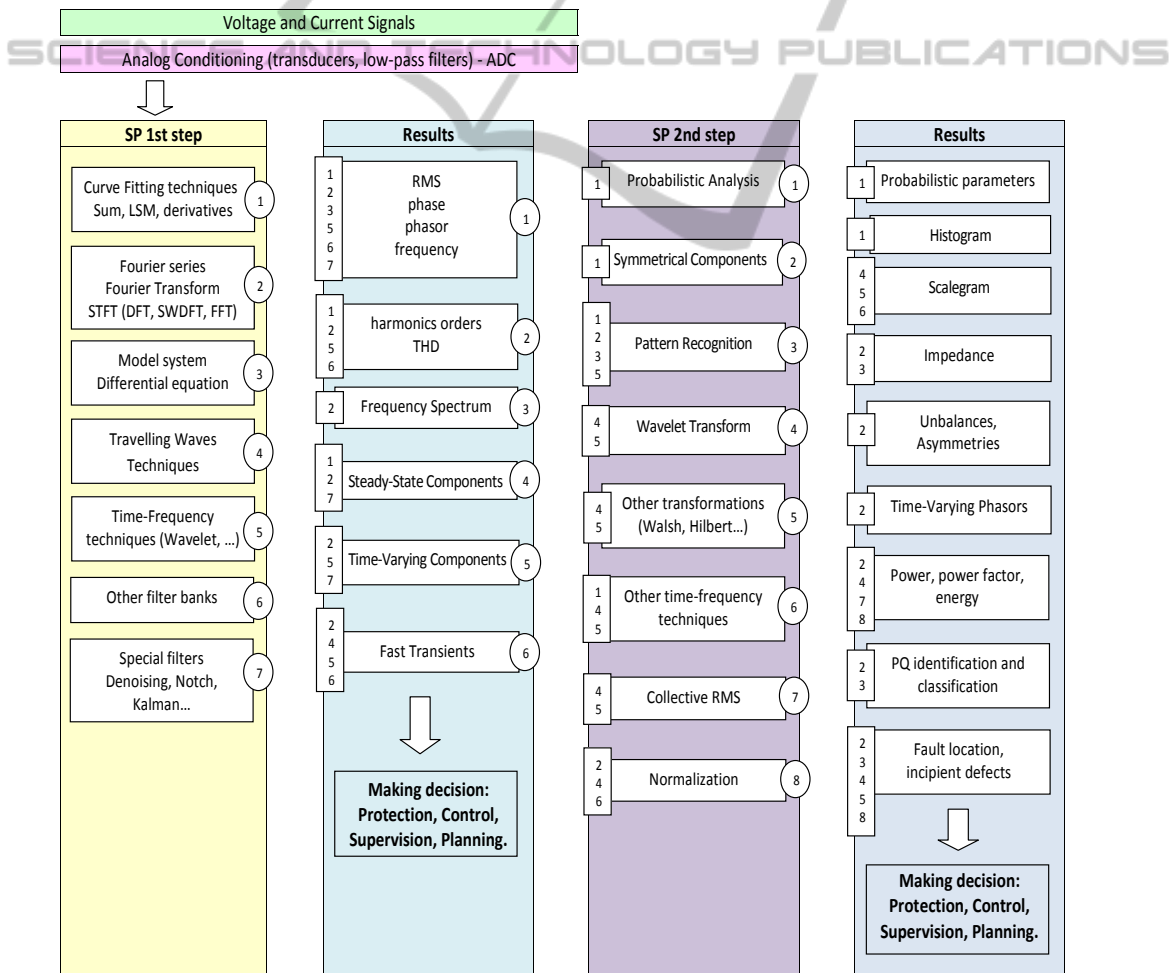 Voltage and Current Signals
SCIENCE AND TECHNOLOGY PUBLICATIONS
Analog Conditioning (transducers, low-pass filters) - ADC
SP 1st step
Curve Fitting techniques
Sum, LSM, derivatives
1
Fourier series
Fourier Transform
STFT (DFT, SWDFT, FFT)
2
Model system
Differential equation
3
Travelling Waves
Techniques
4
Time-Frequency
techniques (Wavelet, …)
5
Other filter banks
6
Special filters
Denoising, Notch,
Kalman…
7
Results
1
2
3
5
6
7
RMS
phase
phasor
frequency
1
1
2
5
6
harmonics orders
THD
2
2
Frequency Spectrum
3
1
2
7
Steady-State Components
4
2
5
7
Time-Varying Components
5
2
4
5
6
Fast Transients
6
Making decision:
Protection, Control,
Supervision, Planning.
SP 2nd step
1
Probabilistic Analysis
1
1
Symmetrical Components
2
1
2
3
5
Pattern Recognition
3
4
5
Wavelet Transform
4
4
5
Other transformations
(Walsh, Hilbert…)
5
1
4
5
Other time-frequency
techniques
6
4
5
Collective RMS
7
2
4
6
Normalization
8
Results
1
Probabilistic parameters
1
Histogram
4
5
6
Scalegram
2
3
Impedance
2
Unbalances,
Asymmetries
2
Time-Varying Phasors
2
4
7
8
Power, power factor,
energy
2
3
PQ identification and
classification
2
3
4
5
8
Fault location,
incipient defects
Making decision:
Protection, Control,
Supervision, Planning.